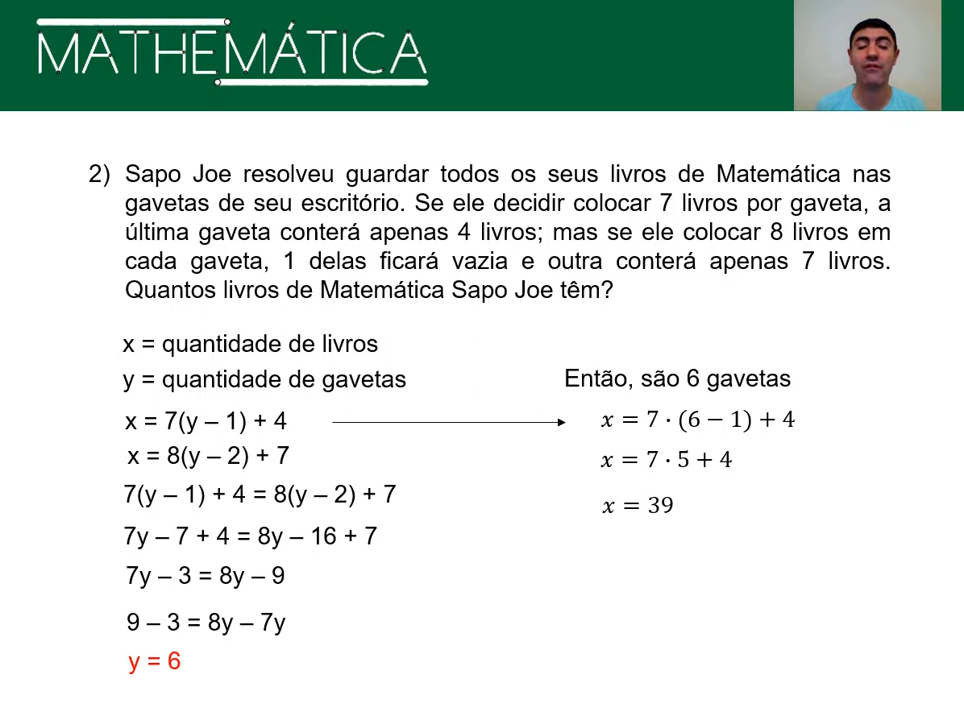 MATHEMÁTICA
2) Sapo Joe resolveu guardar todos os seus livros de Matemática nas
gavetas de seu escritório. Se ele decidir colocar 7 livros por gaveta, a
última gaveta conterá apenas 4 livros; mas se ele colocar 8 livros em
cada gaveta, 1 delas ficará vazia e outra conterá apenas 7 livros.
Quantos livros de Matemática Sapo Joe têm?
x = quantidade de livros
y = quantidade de gavetas
x = 7(y – 1) + 4
x = 8(y – 2) + 7
7(y – 1) + 4 = 8(y – 2) + 7
7y – 7 + 4 = 8y – 16 + 7
7y – 3 = 8y – 9
9 – 3 = 8y – 7y
y = 6
Então, são 6 gavetas
x = 7 · (6 − 1) + 4
x = 7 · 5 + 4
x = 39